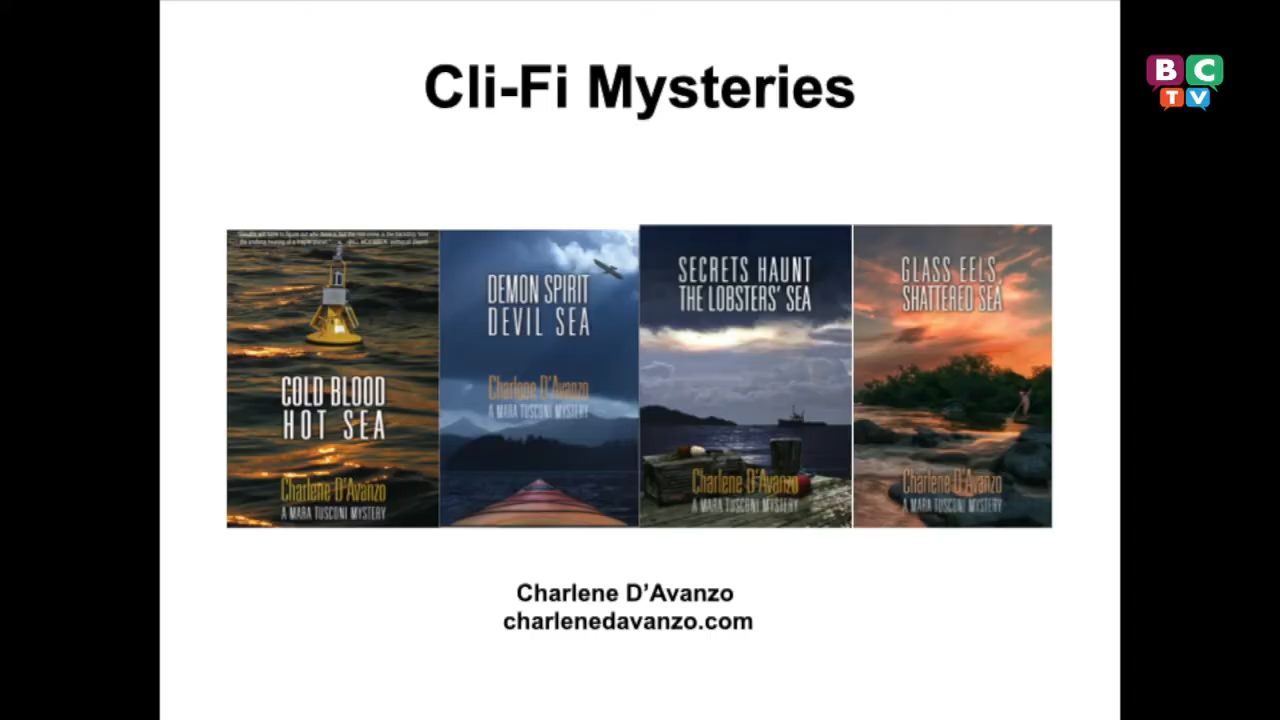 Cli-Fi Mysteries
B C
T V
COLD BLOOD
HOT SEA
Charlene D'Avanzo
A MARA TUSCONI MYSTERY
DEMON SPIRIT
DEVIL SEA
Charlene D'Avanzo
A MARA TUSCONI MYSTERY
SECRETS HAUNT
THE LOBSTERS' SEA
Charlene D'Avanzo
A MARA TUSCONI MYSTERY
GLASS EELS,
SHATTERED SEA
Charlene D'Avanzo
A MARA TUSCONI MYSTERY
Charlene D’Avanzo
charlenedavanzo.com